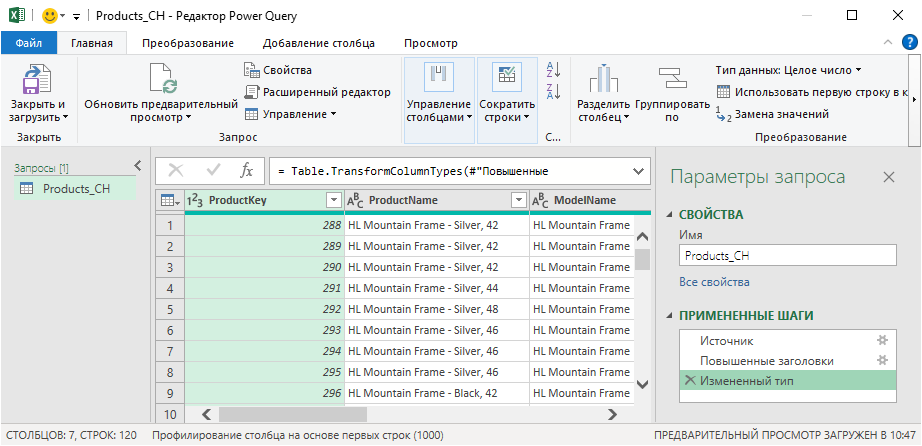 Products_CH - Редактор Power Query
Файл Главная Преобразование Добавление столбца Просмотр
Закрыть и загрузить
Закрыть
Обновить предварительный просмотр
Свойства
Расширенный редактор
Управление
Запрос
Управление столбцами
Сократить строки
С...
Разделить столбец
Группировать по
Тип данных: Целое число
Использовать первую строку в к
Замена значений
Преобразование
Запросы [1]
Products_CH
= Table.TransformColumnTypes(#"Повышенные
ProductKey ProductName ModelName
1 288 HL Mountain Frame - Silver, 42 HL Mountain Frame
2 289 HL Mountain Frame - Silver, 42 HL Mountain Frame
3 290 HL Mountain Frame - Silver, 42 HL Mountain Frame
4 291 HL Mountain Frame - Silver, 44 HL Mountain Frame
5 292 HL Mountain Frame - Silver, 48 HL Mountain Frame
6 293 HL Mountain Frame - Silver, 46 HL Mountain Frame
7 294 HL Mountain Frame - Silver, 46 HL Mountain Frame
8 295 HL Mountain Frame - Silver, 46 HL Mountain Frame
9 296 HL Mountain Frame - Black, 42 HL Mountain Frame
10
Параметры запроса
СВОЙСТВА
Имя
Products_CH
Все свойства
ПРИМЕНЕННЫЕ ШАГИ
Источник
Повышенные заголовки
Измененный тип
СТОЛБЦОВ: 7, СТРОК: 120 Профилирование столбца на основе первых строк (1000) ПРЕДВАРИТЕЛЬНЫЙ ПРОСМОТР ЗАГРУЖЕН В 10:47